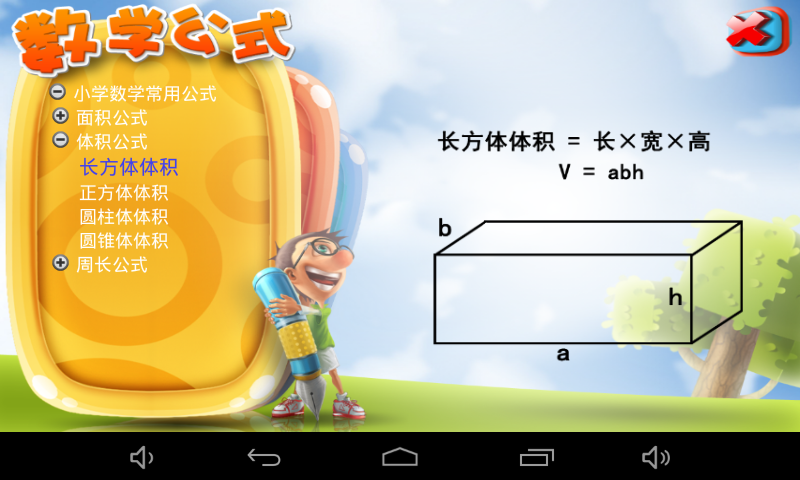 数学公式
小学数学常用公式
面积公式
体积公式
长方体体积
正方体体积
圆柱体体积
圆锥体体积
周长公式
长方体体积 = 长×宽×高
V = abh
b
h
a